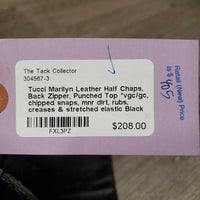 The Tack Collector
304567-3
Tucci Marilyn Leather Half Chaps,
Back Zipper, Punched Top *vgc/gc,
chipped snaps, mnr dirt, rubs,
creases & stretched elastic Black
FXL3PZ
$208.00
Retail (New) Price
is $405